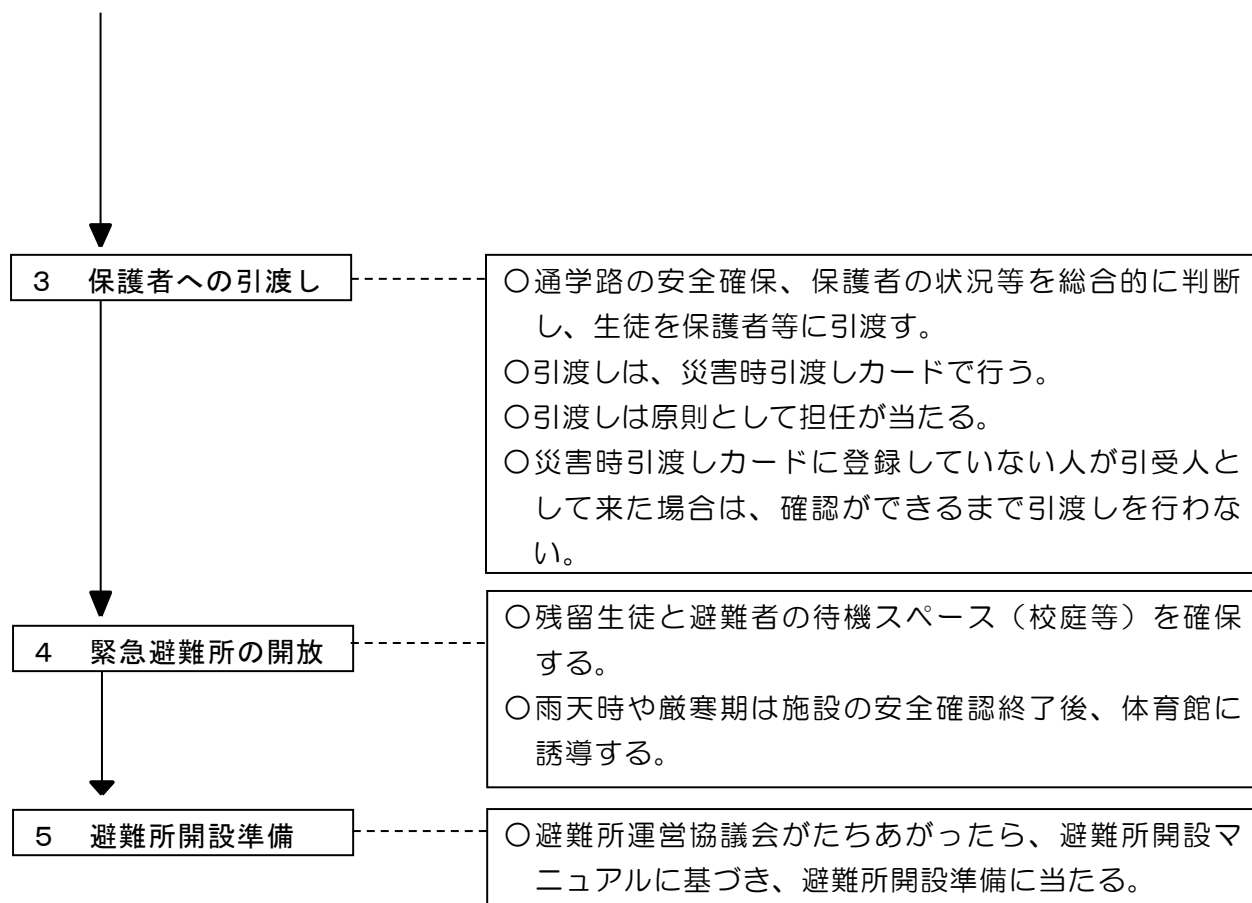 ３　保護者への引渡し
〇通学路の安全確保、保護者の状況等を総合的に判断
し、生徒を保護者等に引渡す。
〇引渡しは、災害時引渡しカードで行う。
〇引渡しは原則として担任が当たる。
〇災害時引渡しカードに登録していない人が引受人と
して来た場合は、確認ができるまで引渡しを行わな
い。
４　緊急避難所の開放
〇残留生徒と避難者の待機スペース（校庭等）を確保
する。
〇雨天時や厳寒期は施設の安全確認終了後、体育館に
誘導する。
５　避難所開設準備
〇避難所運営協議会がたちあがったら、避難所開設マ
ニュアルに基づき、避難所開設準備に当たる。